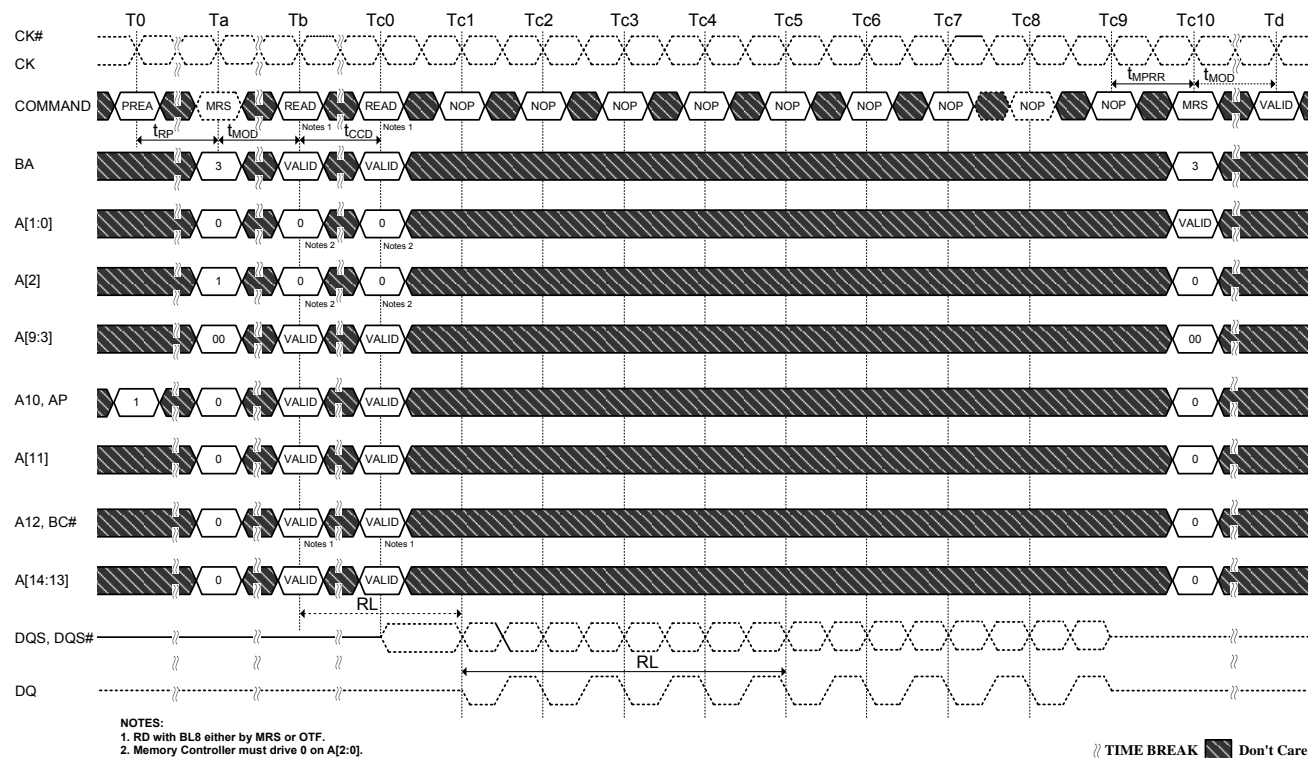 T0 Ta Tb Tc0 Tc1 Tc2 Tc3 Tc4 Tc5 Tc6 Tc7 Tc8 Tc9 Tc10 Td
CK#
CK
tMPRR tMOD
COMMAND PREA MRS READ READ NOP NOP NOP NOP NOP NOP NOP NOP NOP MRS VALID
Notes 1 Notes 1
tRP tMOD tCCD
BA 3 VALID VALID 3
A[1:0] 0 0 0 VALID
Notes 2 Notes 2
A[2] 1 0 0 0
Notes 2 Notes 2
A[9:3] 00 VALID VALID 00
A10, AP 1 0 VALID VALID 0
A[11] 0 VALID VALID 0
A12, BC# 0 VALID VALID 0
Notes 1 Notes 1
A[14:13] 0 VALID VALID 0
RL
DQS, DQS#
RL
DQ
NOTES:
1. RD with BL8 either by MRS or OTF.
2. Memory Controller must drive 0 on A[2:0].
TIME BREAK Don't Care